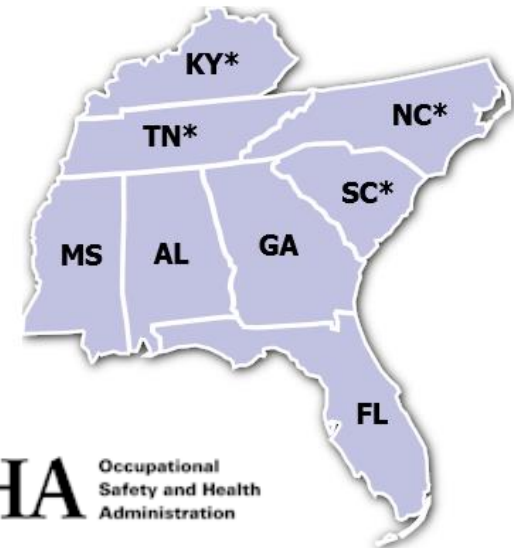 KY*
NC*
TN*
SC*
MS
AL
GA
FL
HA
Occupational
Safety and Health
Administration